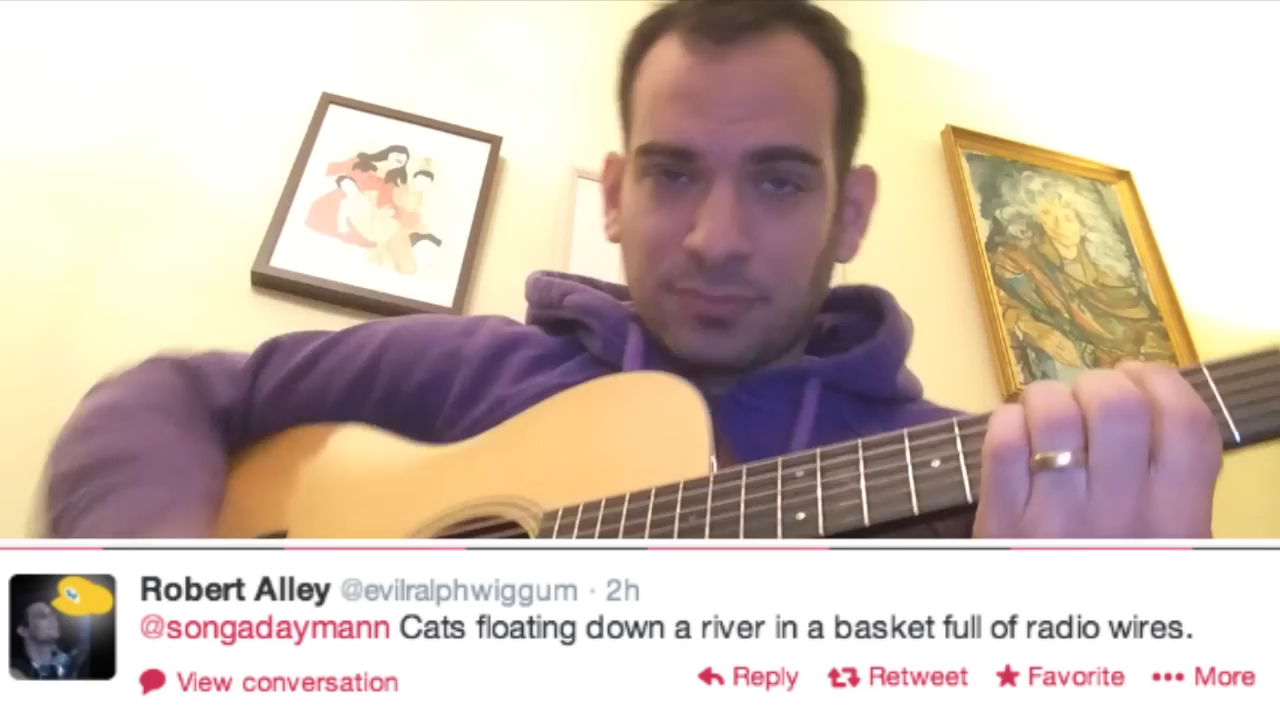 Robert Alley @evilralphwiggum · 2h
@songadaymann Cats floating down a river in a basket full of radio wires.
View conversation Reply Retweet Favorite More